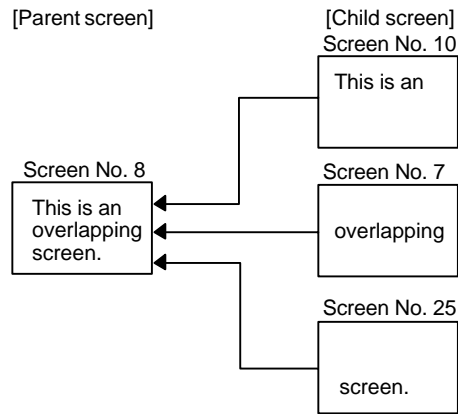 [Parent screen]
[Child screen]
Screen No. 10
This is an
Screen No. 8
This is an
overlapping
screen.
Screen No. 7
overlapping
Screen No. 25
screen.